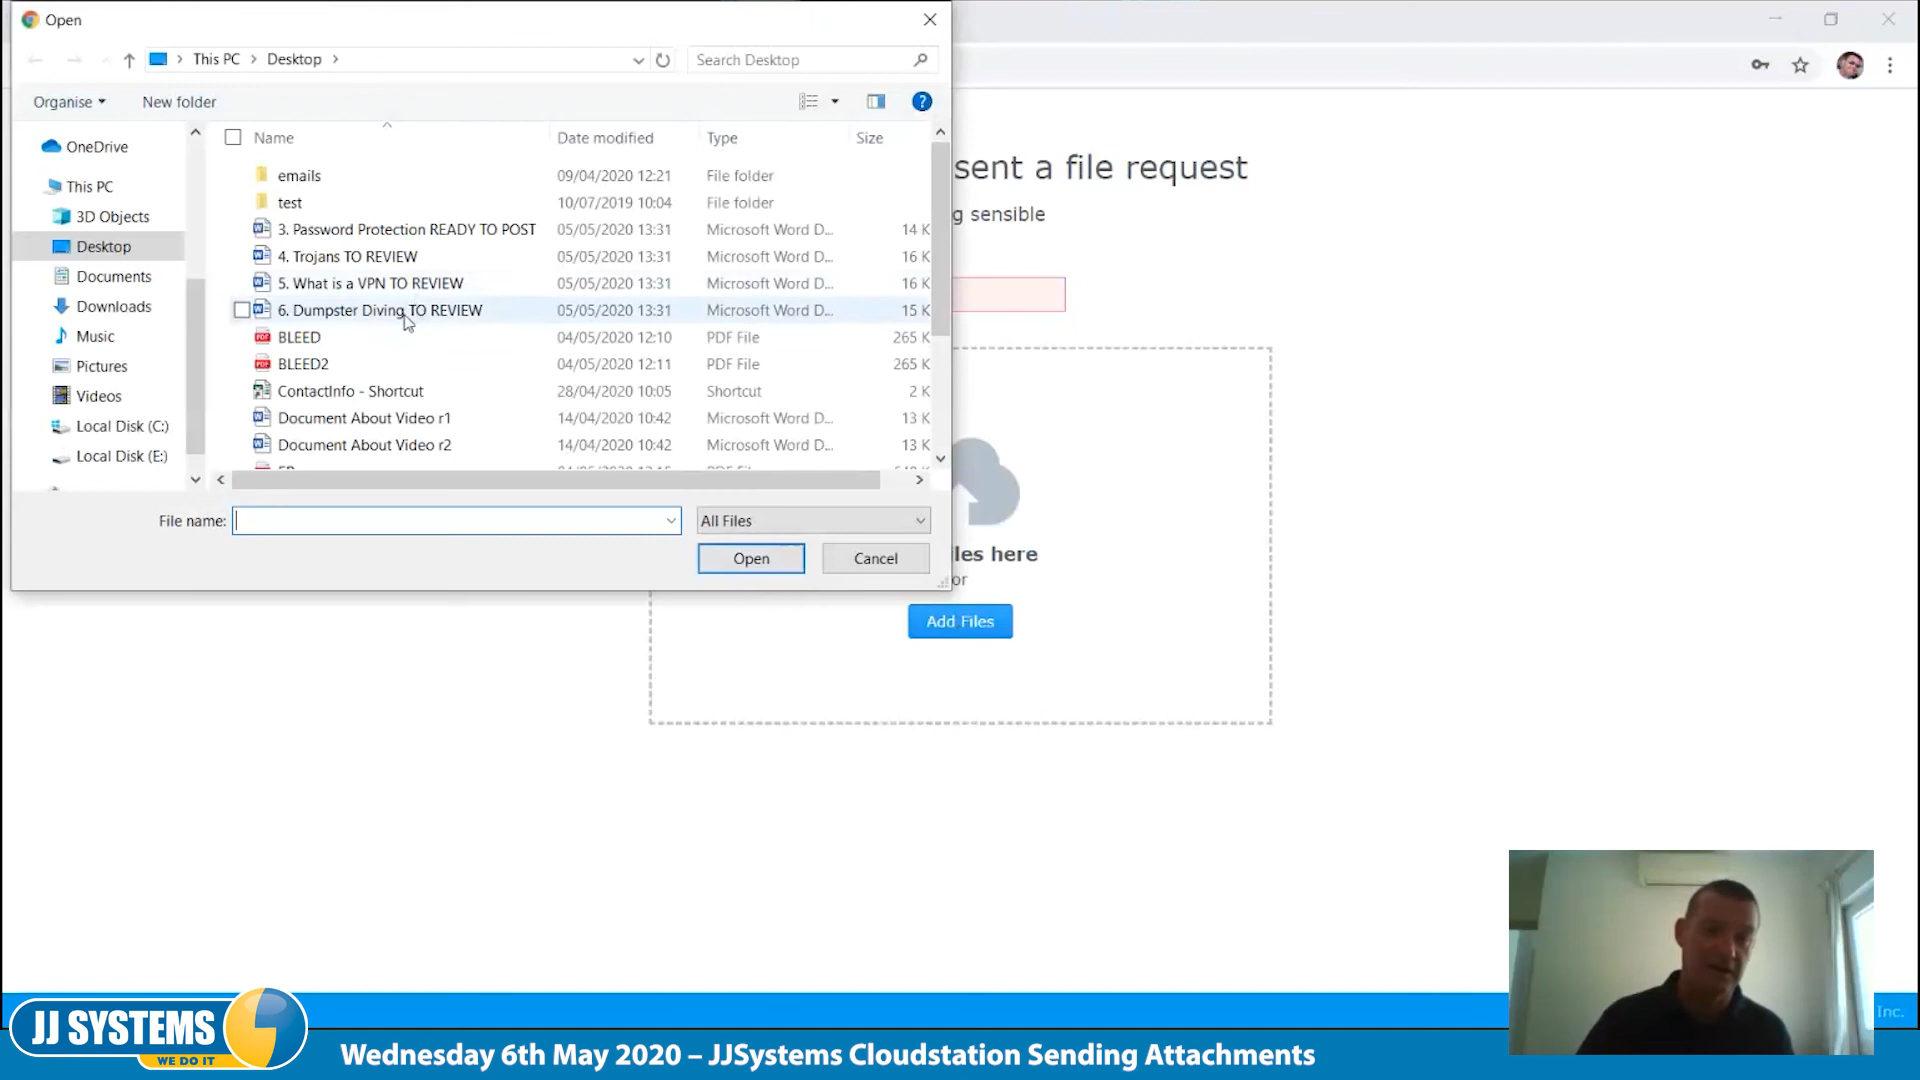 Open
This PC
Desktop
Search Desktop
Organise
New folder
?
Name
Date modified
Type
Size
OneDrive
This PC
3D Objects
Desktop
Documents
Downloads
Music
Pictures
Videos
Local Disk (C:)
Local Disk (E:)
emails 09/04/2020 12:21 File folder
test 10/07/2019 10:04 File folder
3. Password Protection READY TO POST 05/05/2020 13:31 Microsoft Word D... 14 K
4. Trojans TO REVIEW 05/05/2020 13:31 Microsoft Word D... 16 K
5. What is a VPN TO REVIEW 05/05/2020 13:31 Microsoft Word D... 16 K
6. Dumpster Diving TO REVIEW 05/05/2020 13:31 Microsoft Word D... 15 K
BLEED 04/05/2020 12:10 PDF File 265 K
BLEED2 04/05/2020 12:11 PDF File 265 K
ContactInfo - Shortcut 28/04/2020 10:05 Shortcut 2 K
Document About Video r1 14/04/2020 10:42 Microsoft Word D... 13 K
Document About Video r2 14/04/2020 10:42 Microsoft Word D... 13 K
File name:
All Files
Open
Cancel
sent a file request
g sensible
les here
or
Add Files
Inc.
JJ SYSTEMS
WE DO IT
Wednesday 6th May 2020 – JJSystems Cloudstation Sending Attachments